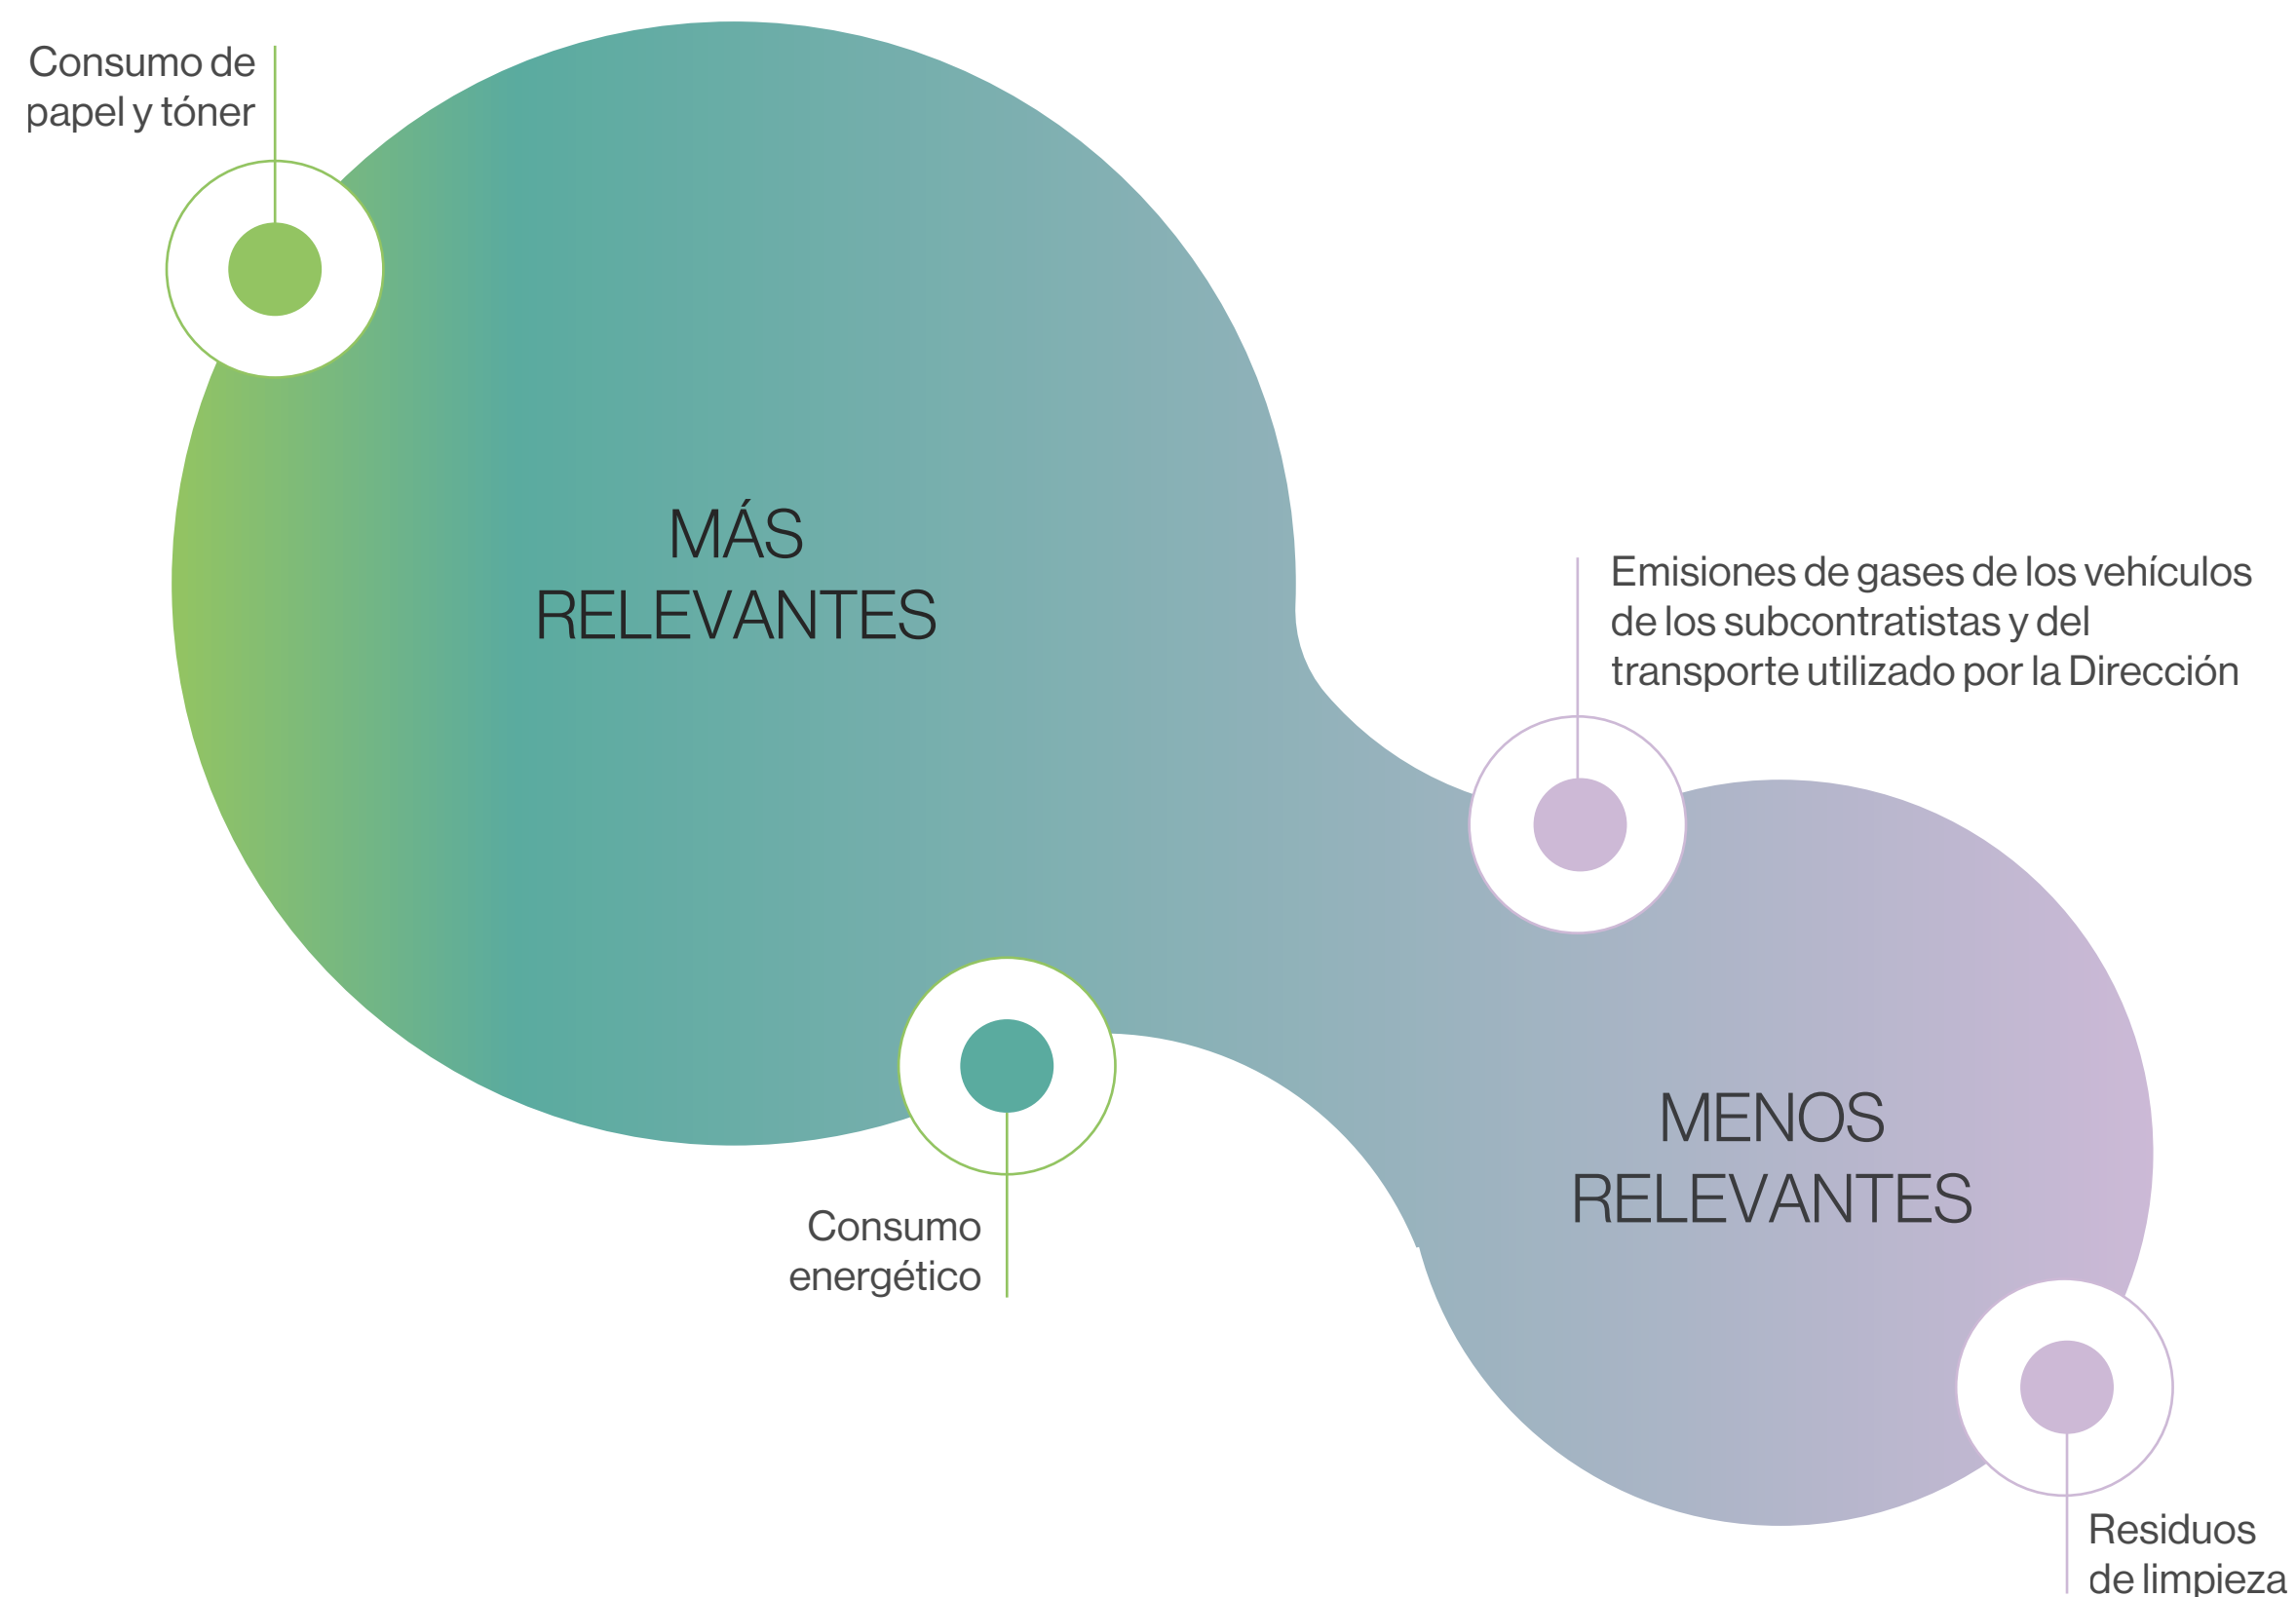 Consumo de
papel y tóner
MÁS
RELEVANTES
Emisiones de gases de los vehículos
de los subcontratistas y del
transporte utilizado por la Dirección
MENOS
RELEVANTES
Consumo
energético
Residuos
de limpieza